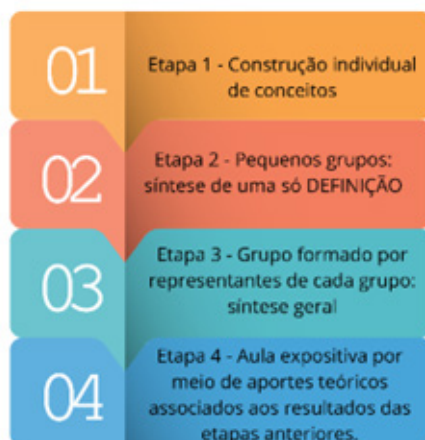 01
Etapa 1 - Construção individual
de conceitos
02
Etapa 2 - Pequenos grupos:
síntese de uma só DEFINIÇÃO
03
Etapa 3 - Grupo formado por
representantes de cada grupo:
síntese geral
04
Etapa 4 - Aula expositiva por
meio de aportes teóricos
associados aos resultados das
etapas anteriores.